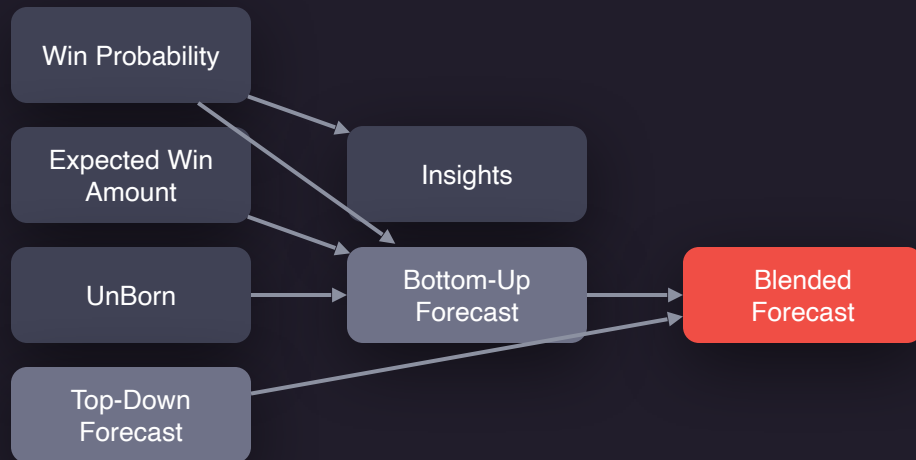 Win Probability
Expected Win
Amount
Insights
UnBorn
Bottom-Up
Forecast
Blended
Forecast
Top-Down
Forecast